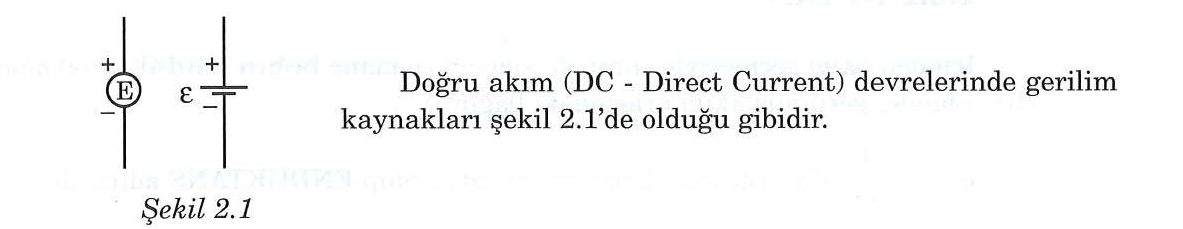 +
E
−
ε
+
−
Şekil 2.1
Doğru akım (DC - Direct Current) devrelerinde gerilim
kaynakları şekil 2.1’de olduğu gibidir.